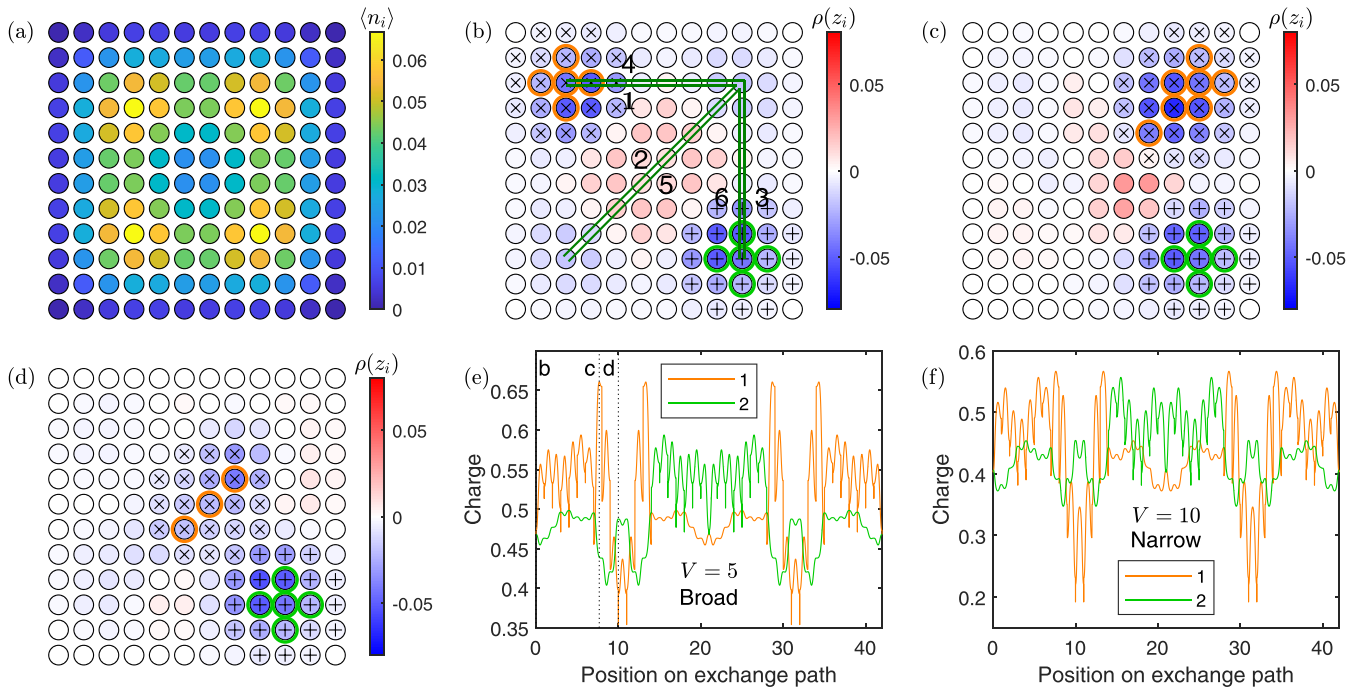 (a)
⟨n_i⟩
0.06
0.05
0.04
0.03
0.02
0.01
0
(b)
4
1
2
5
6
3
ρ(z_i)
0.05
0
-0.05
(c)
ρ(z_i)
0.05
0
-0.05
(d)
ρ(z_i)
0.05
0
-0.05
(e)
b c d
1
2
V = 5
Broad
Charge
0.65
0.6
0.55
0.5
0.45
0.4
0.35
0 10 20 30 40
Position on exchange path
(f)
V = 10
Narrow
1
2
Charge
0.6
0.5
0.4
0.3
0.2
0 10 20 30 40
Position on exchange path